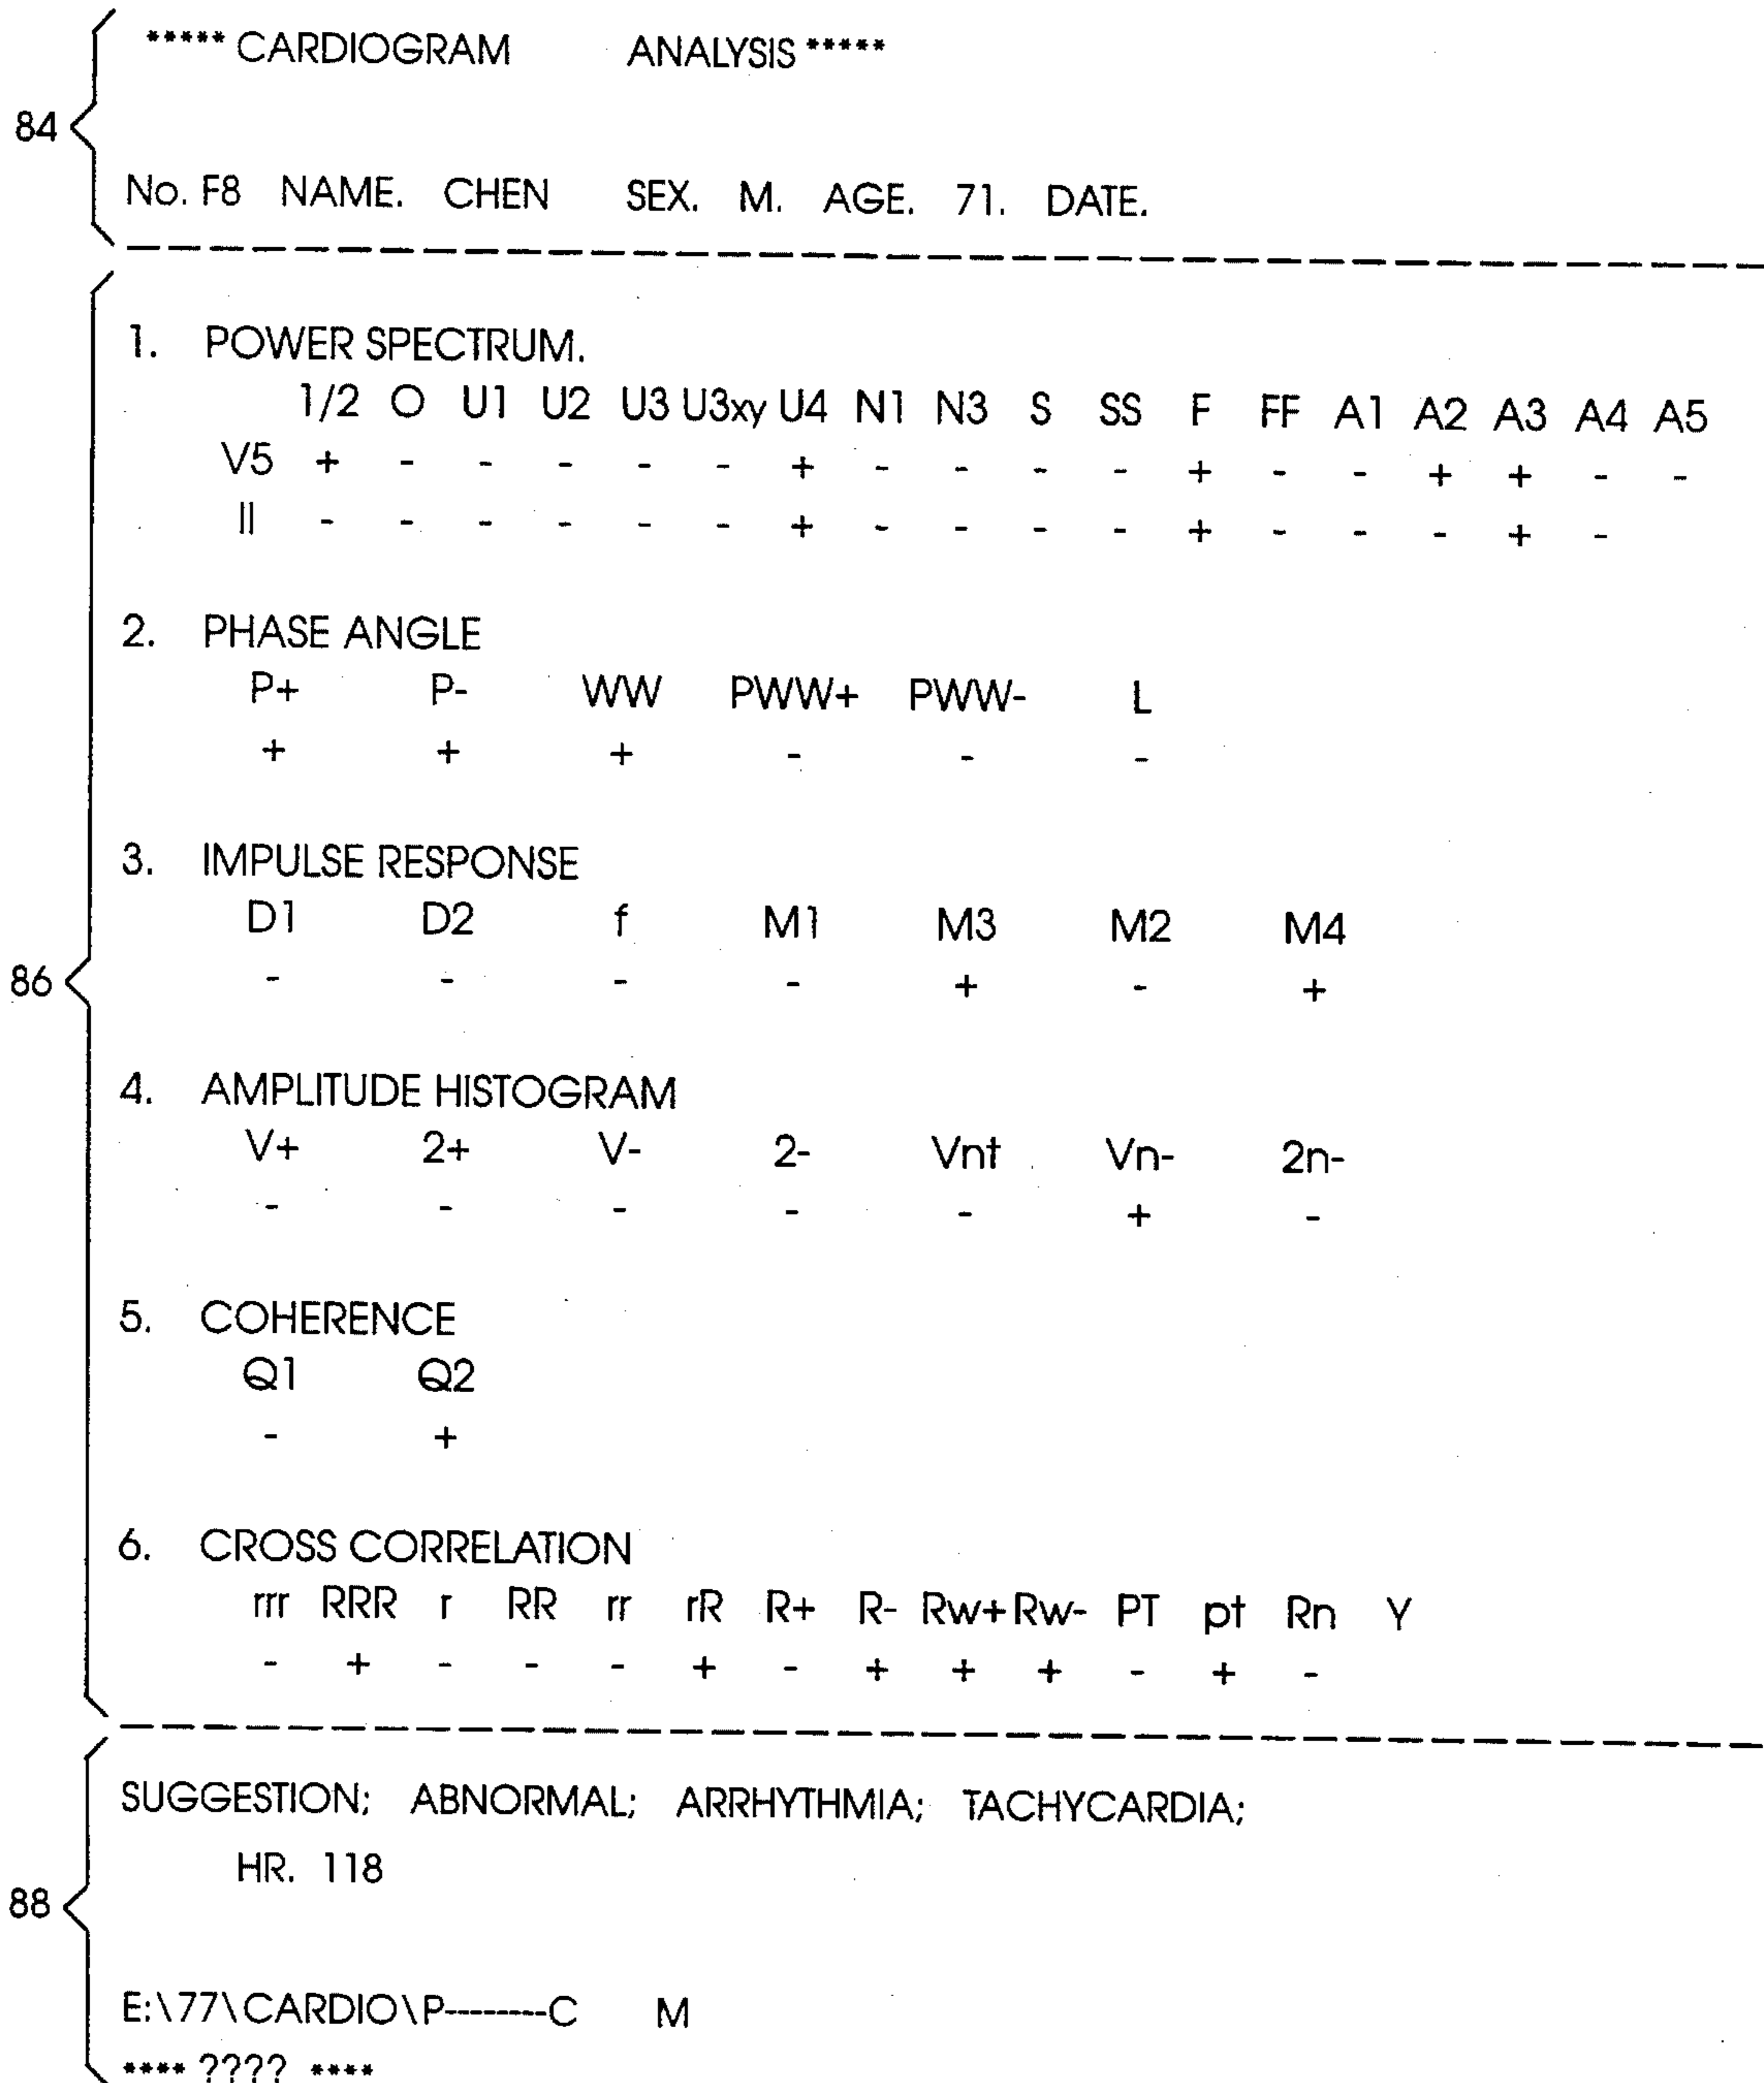 ***** CARDIOGRAM ANALYSIS *****
84
No. F8 NAME. CHEN SEX. M. AGE. 71. DATE.
1. POWER SPECTRUM.
1/2 O U1 U2 U3 U3xy U4 N1 N3 S SS F FF A1 A2 A3 A4 A5
V5 + - - - - - + - - - - + - - + + - -
II - - - - - - + - - - - + - - - + -
2. PHASE ANGLE
P+ P- WW PWW+ PWW- L
+ + + - - -
3. IMPULSE RESPONSE
D1 D2 f M1 M3 M2 M4
86
- - - - + - +
4. AMPLITUDE HISTOGRAM
V+ 2+ V- 2- Vnt Vn- 2n-
- - - - - + -
5. COHERENCE
Q1 Q2
- +
6. CROSS CORRELATION
rrr RRR r RR rr rR R+ R- Rw+ Rw- PT pt Rn Y
- + - - - + - + + + - + -
SUGGESTION; ABNORMAL; ARRHYTHMIA; TACHYCARDIA;
HR. 118
88
E:\77\CARDIO\P--------C M
**** ???? ****